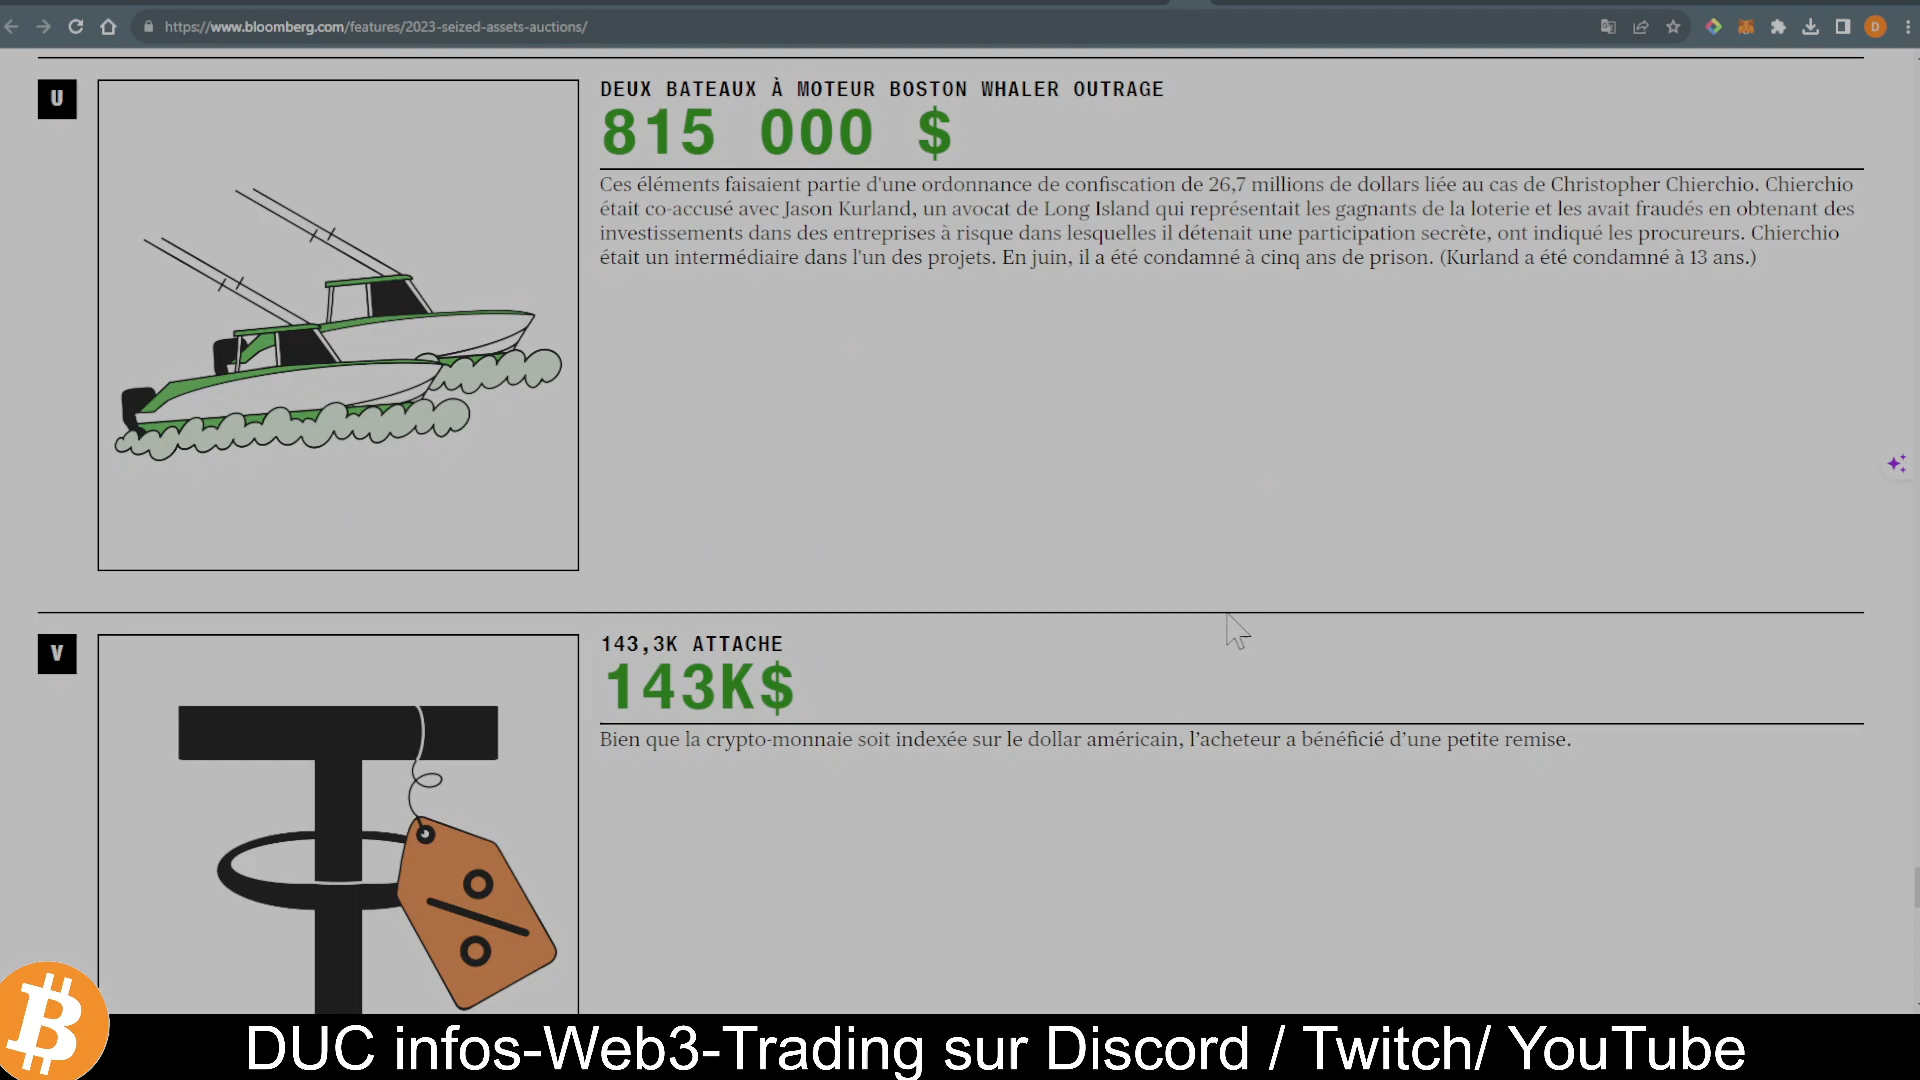 https://www.bloomberg.com/features/2023-seized-assets-auctions/
D
U
DEUX BATEAUX À MOTEUR BOSTON WHALER OUTRAGE
815 000 $
Ces éléments faisaient partie d'une ordonnance de confiscation de 26,7 millions de dollars liée au cas de Christopher Chierchio. Chierchio
était co-accusé avec Jason Kurland, un avocat de Long Island qui représentait les gagnants de la loterie et les avait fraudés en obtenant des
investissements dans des entreprises à risque dans lesquelles il détenait une participation secrète, ont indiqué les procureurs. Chierchio
était un intermédiaire dans l'un des projets. En juin, il a été condamné à cinq ans de prison. (Kurland a été condamné à 13 ans.)
V
143,3K ATTACHE
143K$
Bien que la crypto-monnaie soit indexée sur le dollar américain, l’acheteur a bénéficié d’une petite remise.
%
DUC infos-Web3-Trading sur Discord / Twitch/ YouTube